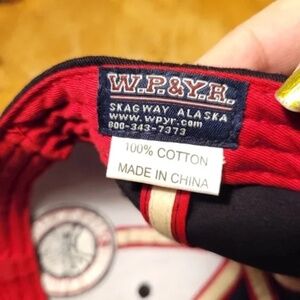 W.P.&Y.R.
SKAGWAY ALASKA
www.wpyr.com
800-343-7373
100% COTTON
MADE IN CHINA